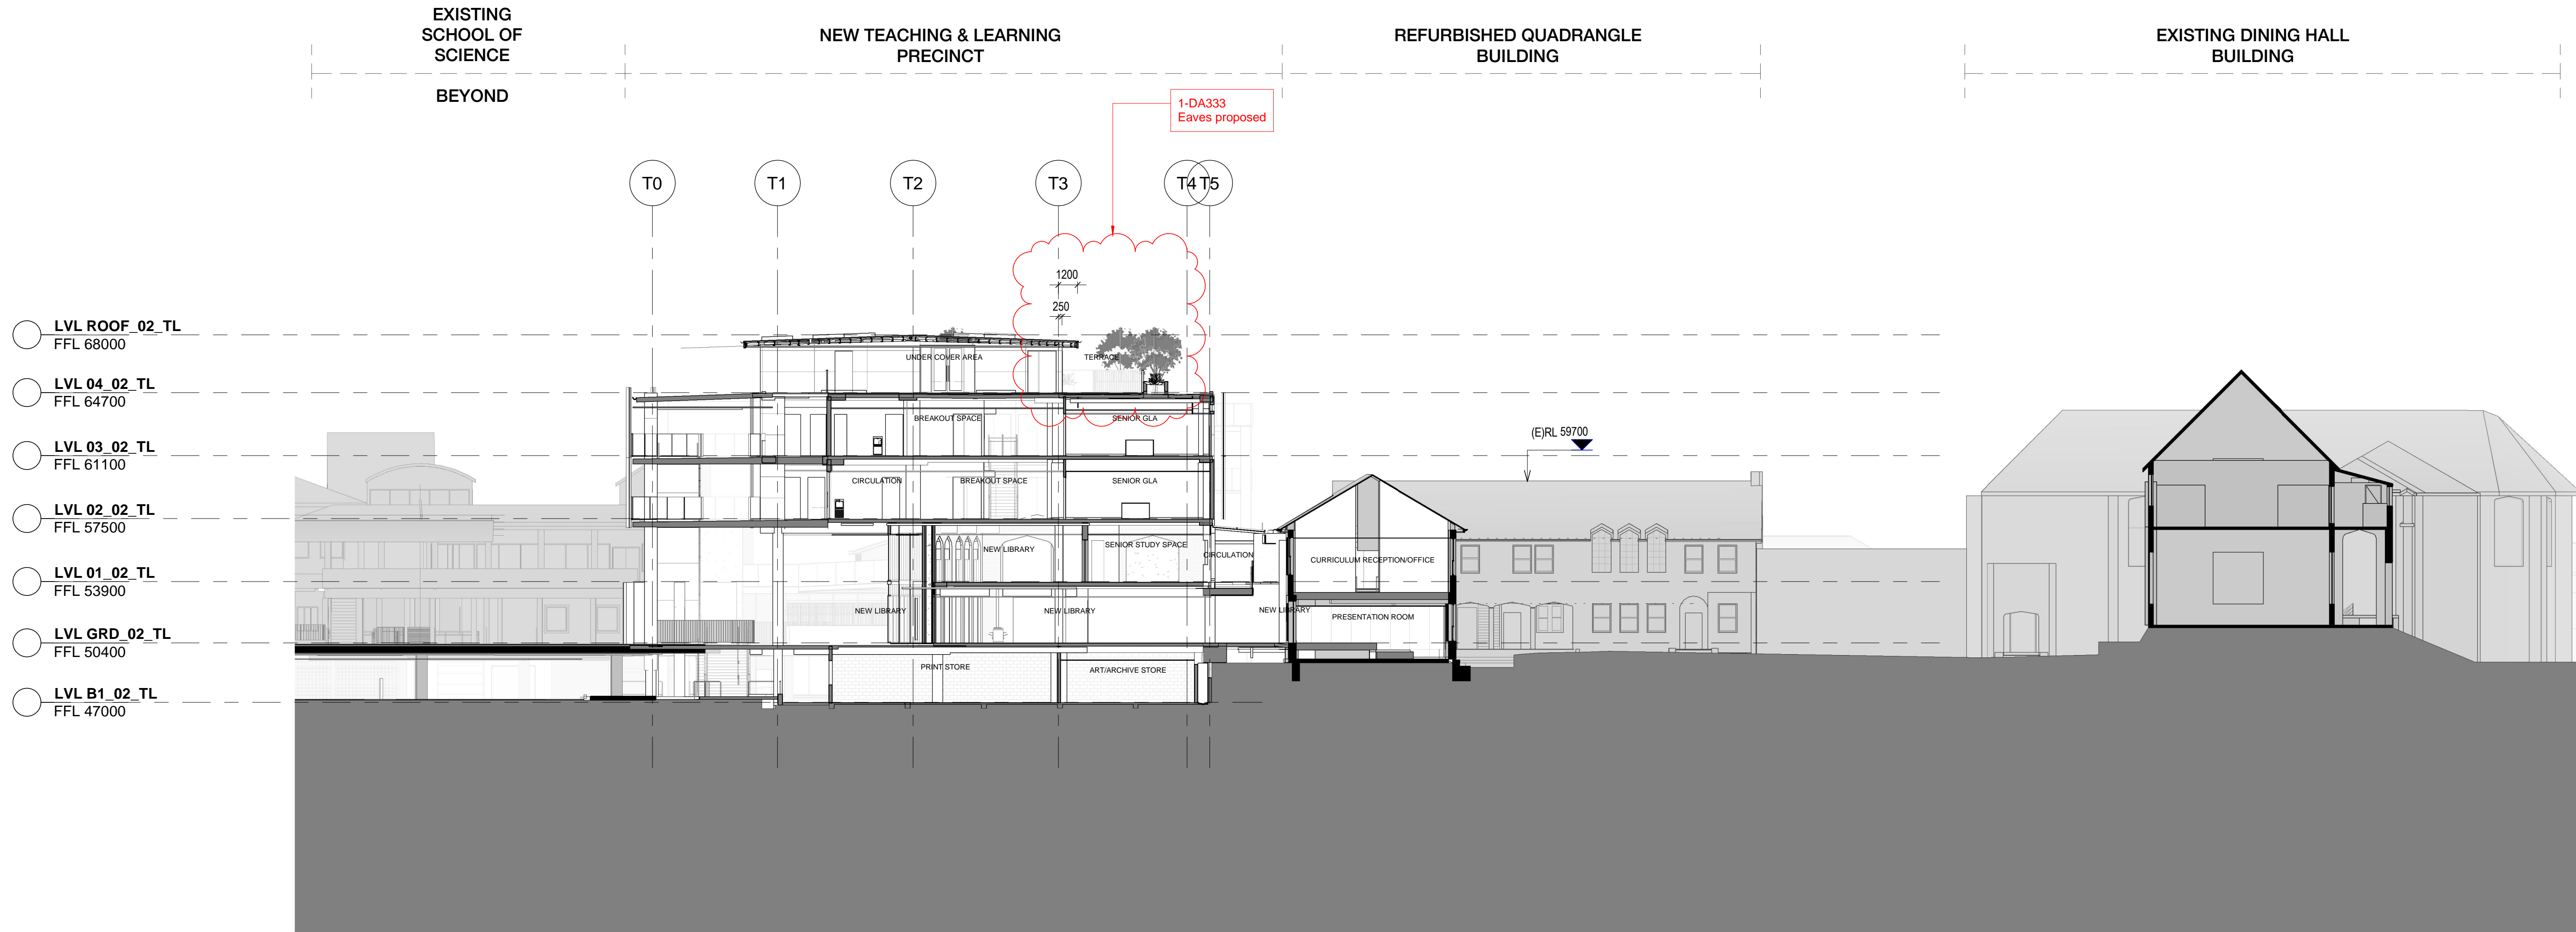 EXISTING
SCHOOL OF
SCIENCE
BEYOND
NEW TEACHING & LEARNING
PRECINCT
REFURBISHED QUADRANGLE
BUILDING
EXISTING DINING HALL
BUILDING
1-DA333
Eaves proposed
T0
T1
T2
T3
T4
T5
1200
250
LVL ROOF_02_TL
FFL 68000
UNDER COVER AREA
TERRACE
LVL 04_02_TL
FFL 64700
BREAKOUT SPACE
SENIOR GLA
LVL 03_02_TL
FFL 61100
(E)RL 59700
CIRCULATION
BREAKOUT SPACE
SENIOR GLA
LVL 02_02_TL
FFL 57500
NEW LIBRARY
SENIOR STUDY SPACE
CIRCULATION
CURRICULUM RECEPTION/OFFICE
LVL 01_02_TL
FFL 53900
NEW LIBRARY
NEW LIBRARY
NEW LIBRARY
PRESENTATION ROOM
LVL GRD_02_TL
FFL 50400
PRINT STORE
ART/ARCHIVE STORE
LVL B1_02_TL
FFL 47000